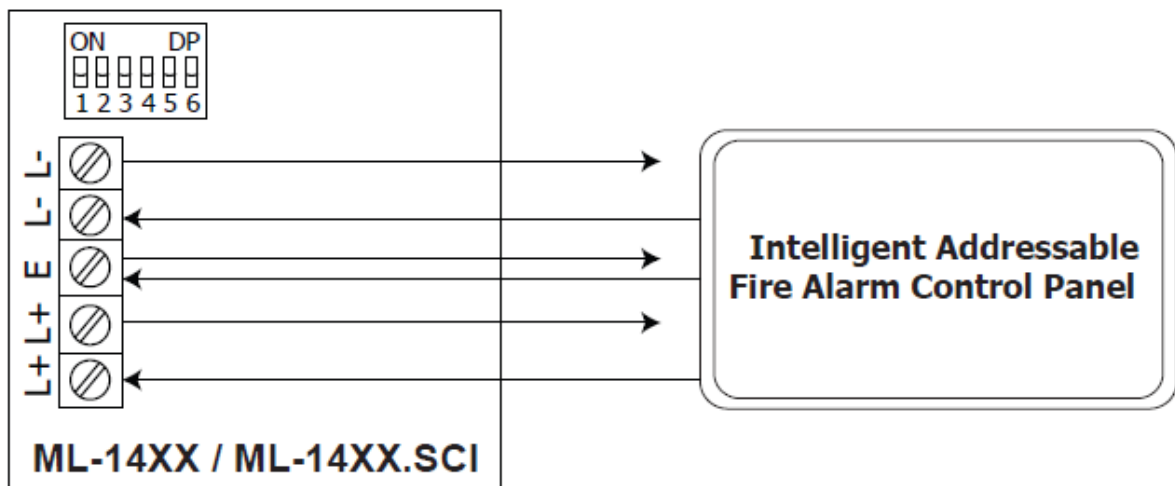 ON DP
1 2 3 4 5 6
L-
L-
E
L+
L+
Intelligent Addressable
Fire Alarm Control Panel
ML-14XX / ML-14XX.SCI